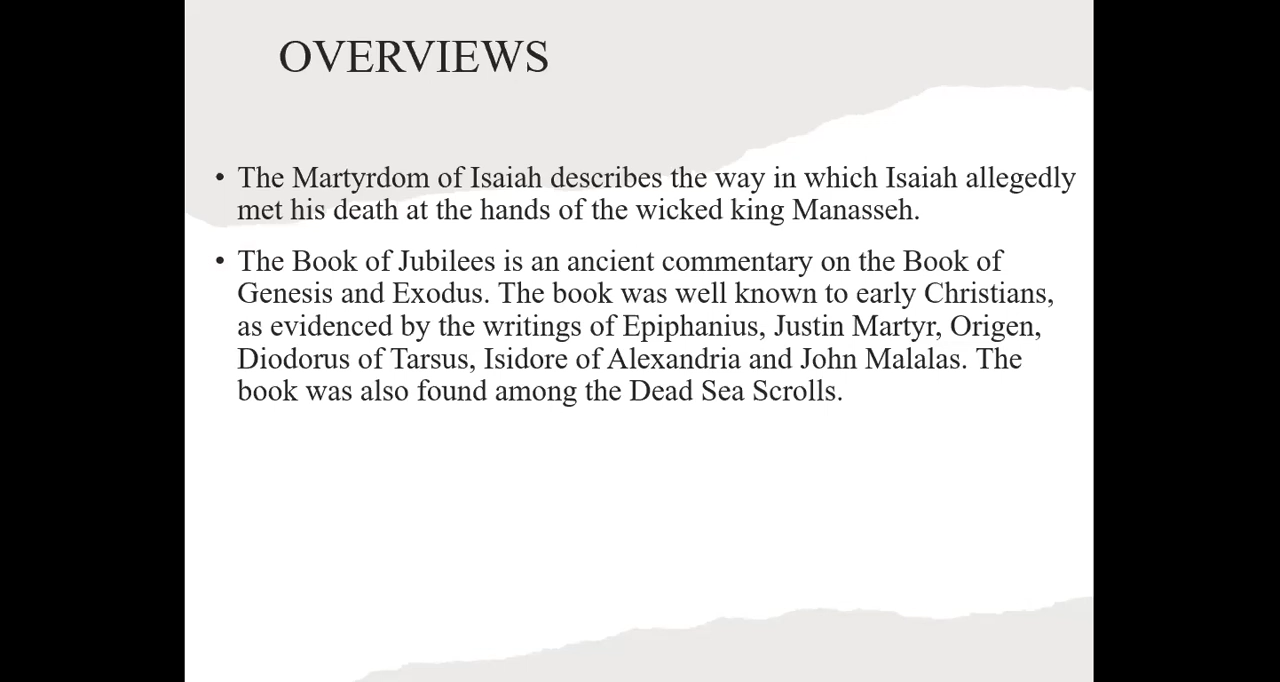 OVERVIEWS
• The Martyrdom of Isaiah describes the way in which Isaiah allegedly
met his death at the hands of the wicked king Manasseh.
• The Book of Jubilees is an ancient commentary on the Book of
Genesis and Exodus. The book was well known to early Christians,
as evidenced by the writings of Epiphanius, Justin Martyr, Origen,
Diodorus of Tarsus, Isidore of Alexandria and John Malalas. The
book was also found among the Dead Sea Scrolls.